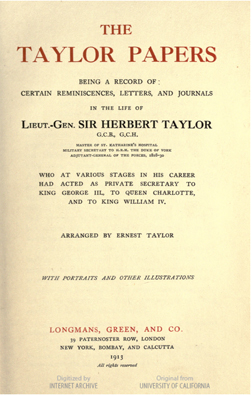 THE
TAYLOR PAPERS
BEING A RECORD OF
CERTAIN REMINISCENCES, LETTERS, AND JOURNALS
IN THE LIFE OF
LIEUT.-GEN. SIR HERBERT TAYLOR
G.C.B., G.C.H.
MASTER OF ST. KATHARINE'S HOSPITAL
MILITARY SECRETARY TO H.R.H. THE DUKE OF YORK
ADJUTANT-GENERAL OF THE FORCES, 1828-30
WHO AT VARIOUS STAGES IN HIS CAREER
HAD ACTED AS PRIVATE SECRETARY TO
KING GEORGE III, TO QUEEN CHARLOTTE,
AND TO KING WILLIAM IV.
ARRANGED BY ERNEST TAYLOR
WITH PORTRAITS AND OTHER ILLUSTRATIONS
LONGMANS, GREEN, AND CO.
39 PATERNOSTER ROW, LONDON
NEW YORK, BOMBAY, AND CALCUTTA
1913
All rights reserved
Digitized by
INTERNET ARCHIVE
Original from
UNIVERSITY OF CALIFORNIA